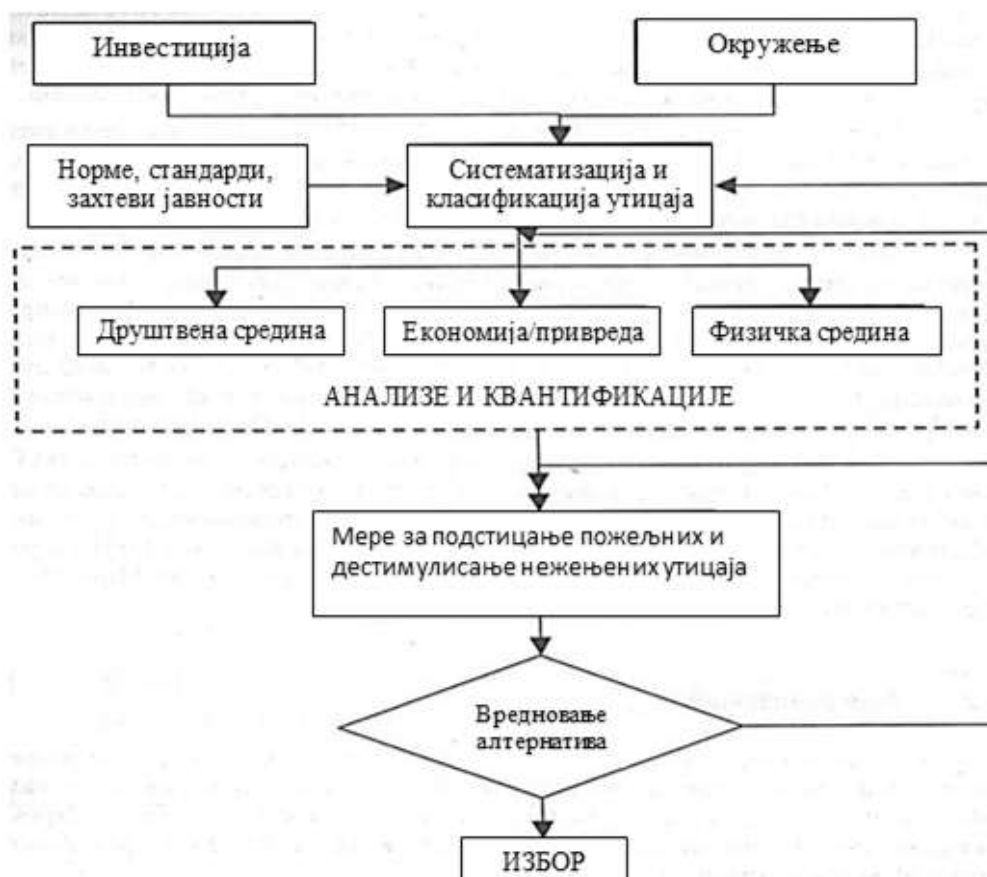 Инвестиција
Окружење
Норме, стандарди,
захтеви јавности
Систематизација и
класификација утицаја
Друштвена средина
Економија/привреда
Физичка средина
АНАЛИЗЕ И КВАНТИФИКАЦИЈЕ
Мере за подстицање пожељних и
дестимулисање нежењених утицаја
Вредновање
алтернатива
ИЗБОР